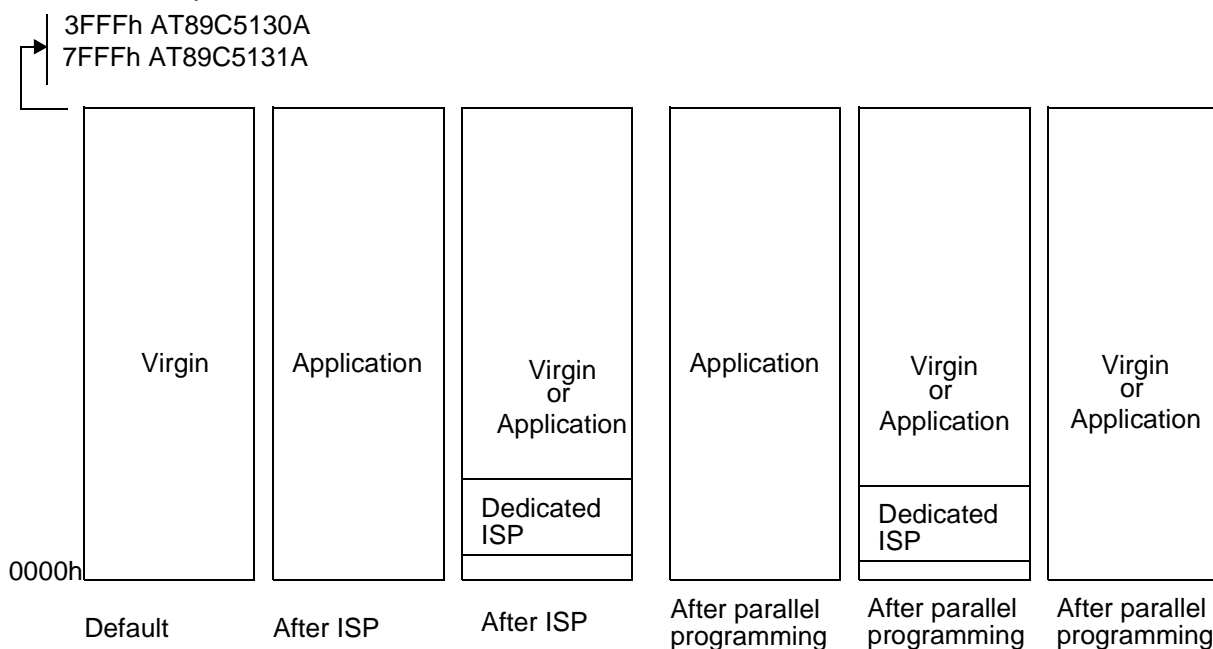 3FFFh AT89C5130A
7FFFh AT89C5131A
Virgin
Application
Virgin
or
Application
Application
Virgin
or
Application
Virgin
or
Application
Dedicated
ISP
Dedicated
ISP
0000h
Default
After ISP
After ISP
After parallel
programming
After parallel
programming
After parallel
programming